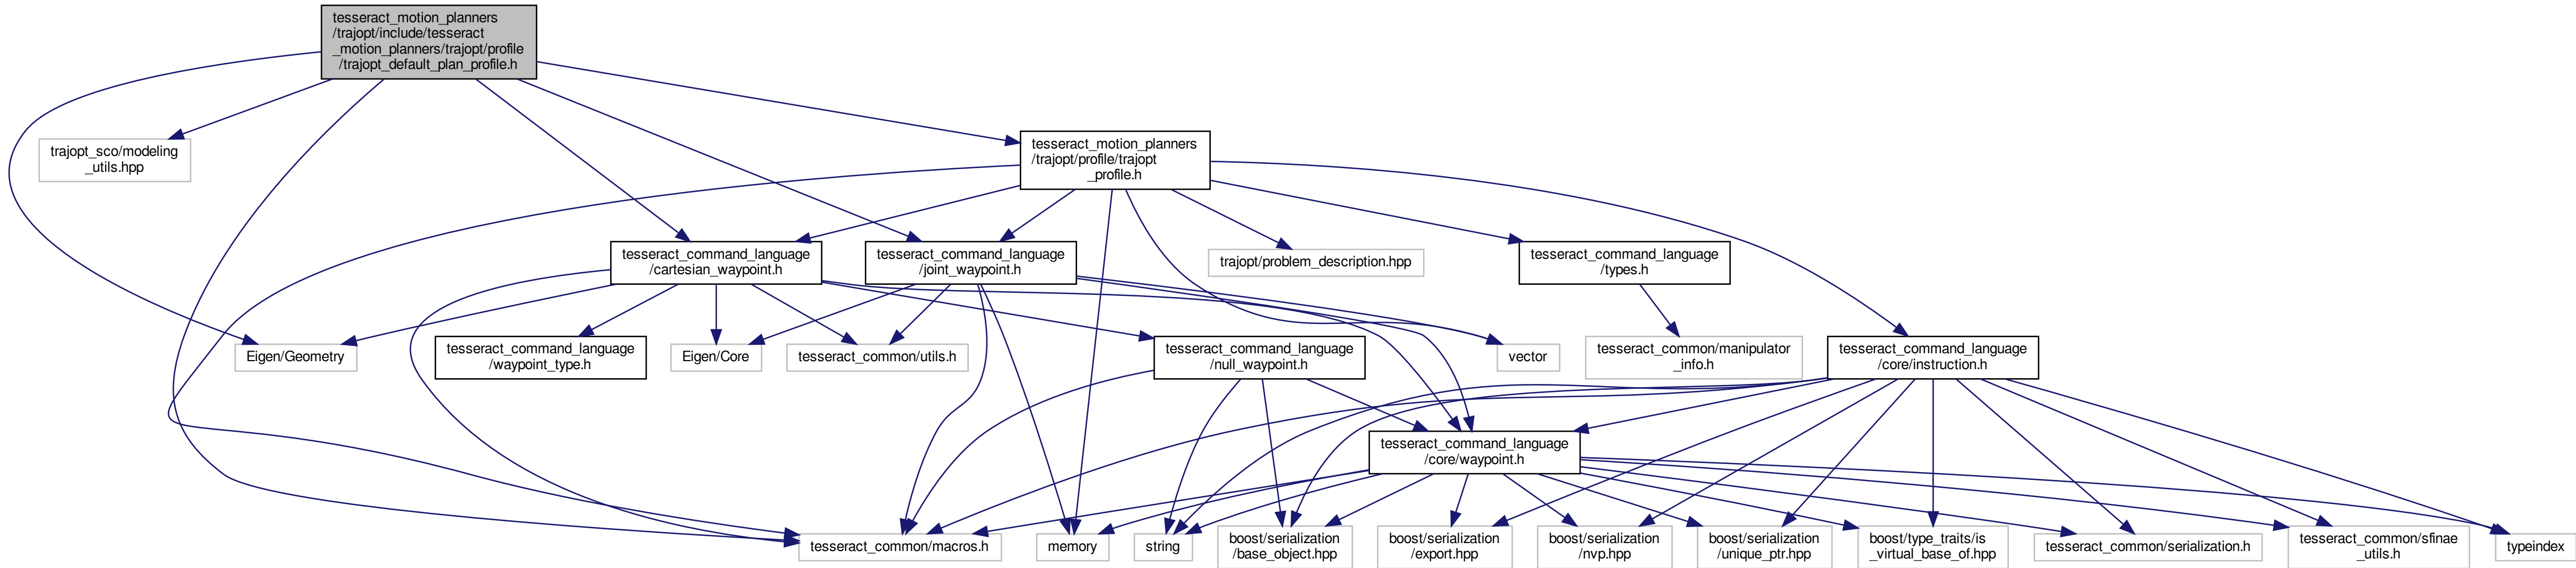 tesseract_motion_planners
/trajopt/include/tesseract
_motion_planners/trajopt/profile
/trajopt_default_plan_profile.h
trajopt_sco/modeling
_utils.hpp
tesseract_motion_planners
/trajopt/profile/trajopt
_profile.h
tesseract_command_language
/cartesian_waypoint.h
tesseract_command_language
/joint_waypoint.h
trajopt/problem_description.hpp
tesseract_command_language
/types.h
Eigen/Geometry
tesseract_command_language
/waypoint_type.h
Eigen/Core
tesseract_common/utils.h
tesseract_command_language
/null_waypoint.h
vector
tesseract_common/manipulator
_info.h
tesseract_command_language
/core/instruction.h
tesseract_command_language
/core/waypoint.h
tesseract_common/macros.h
memory
string
boost/serialization
/base_object.hpp
boost/serialization
/export.hpp
boost/serialization
/nvp.hpp
boost/serialization
/unique_ptr.hpp
boost/type_traits/is
_virtual_base_of.hpp
tesseract_common/serialization.h
tesseract_common/sfinae
_utils.h
typeindex